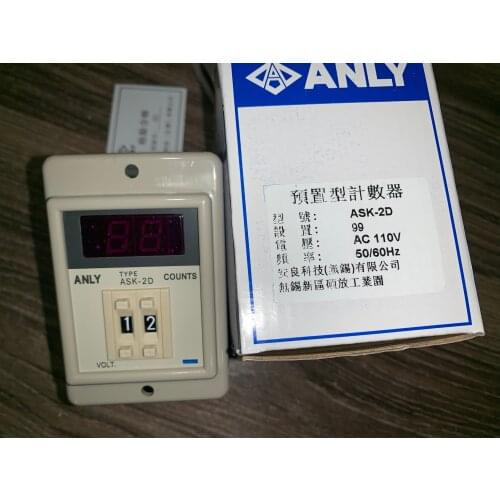 ANLY
預置型計數器
型 號: ASK-2D
設 置: 99
電 壓: AC 110V
頻 率: 50/60Hz
安良科技(無錫)有限公司
無錫新區碩放工業園
88
ANLY TYPE ASK-2D COUNTS
1 2
VOLT.